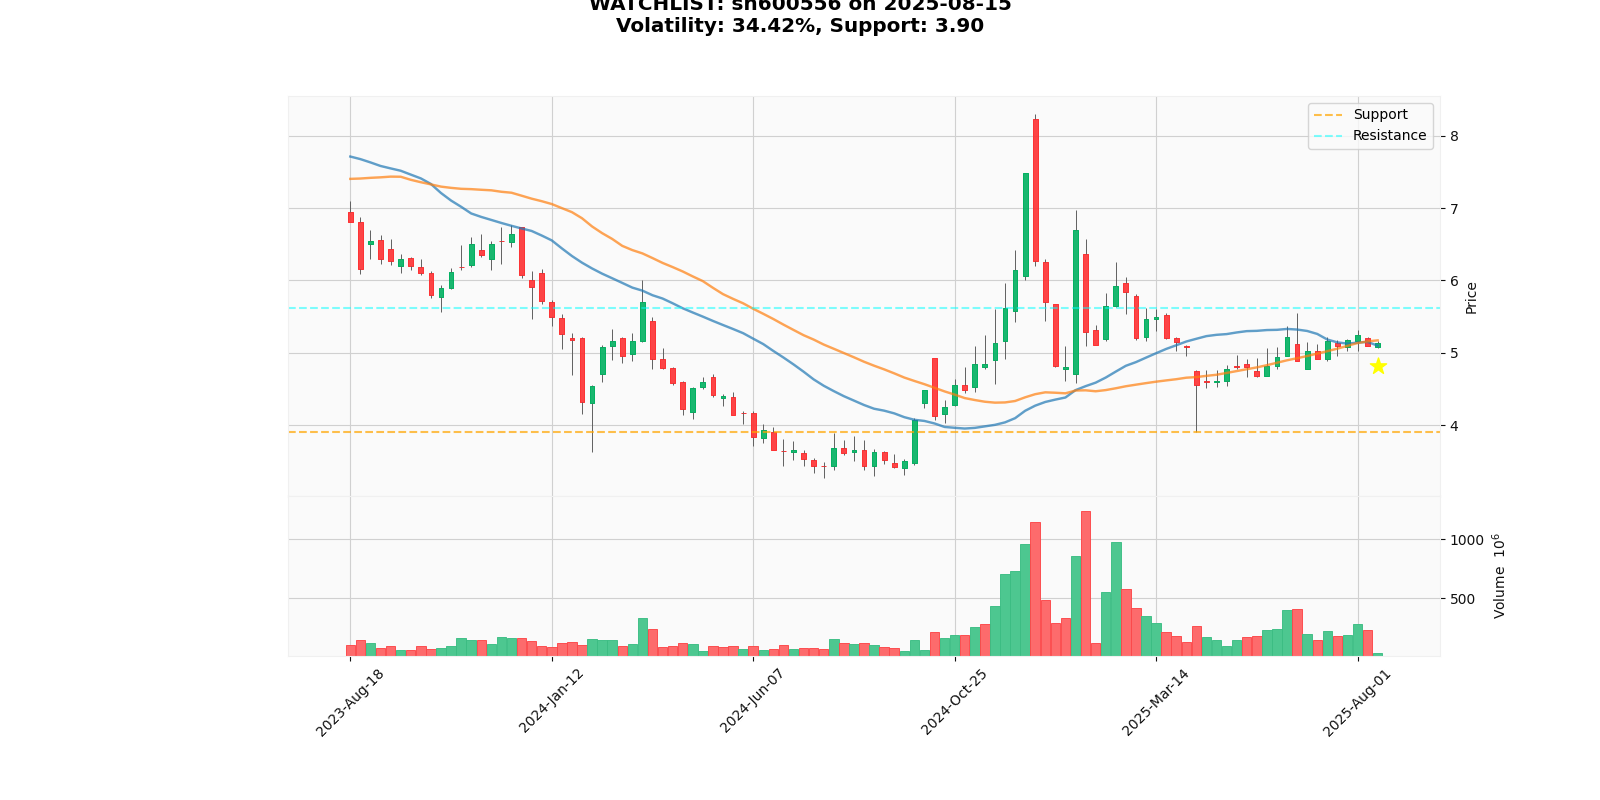 WATCHLIST: sh600556 on 2025-08-15
Volatility: 34.42%, Support: 3.90
Support
Resistance
8
7
6
5
4
Price
1000
500
Volume 10^6
2023-Aug-18
2024-Jan-12
2024-Jun-07
2024-Oct-25
2025-Mar-14
2025-Aug-01